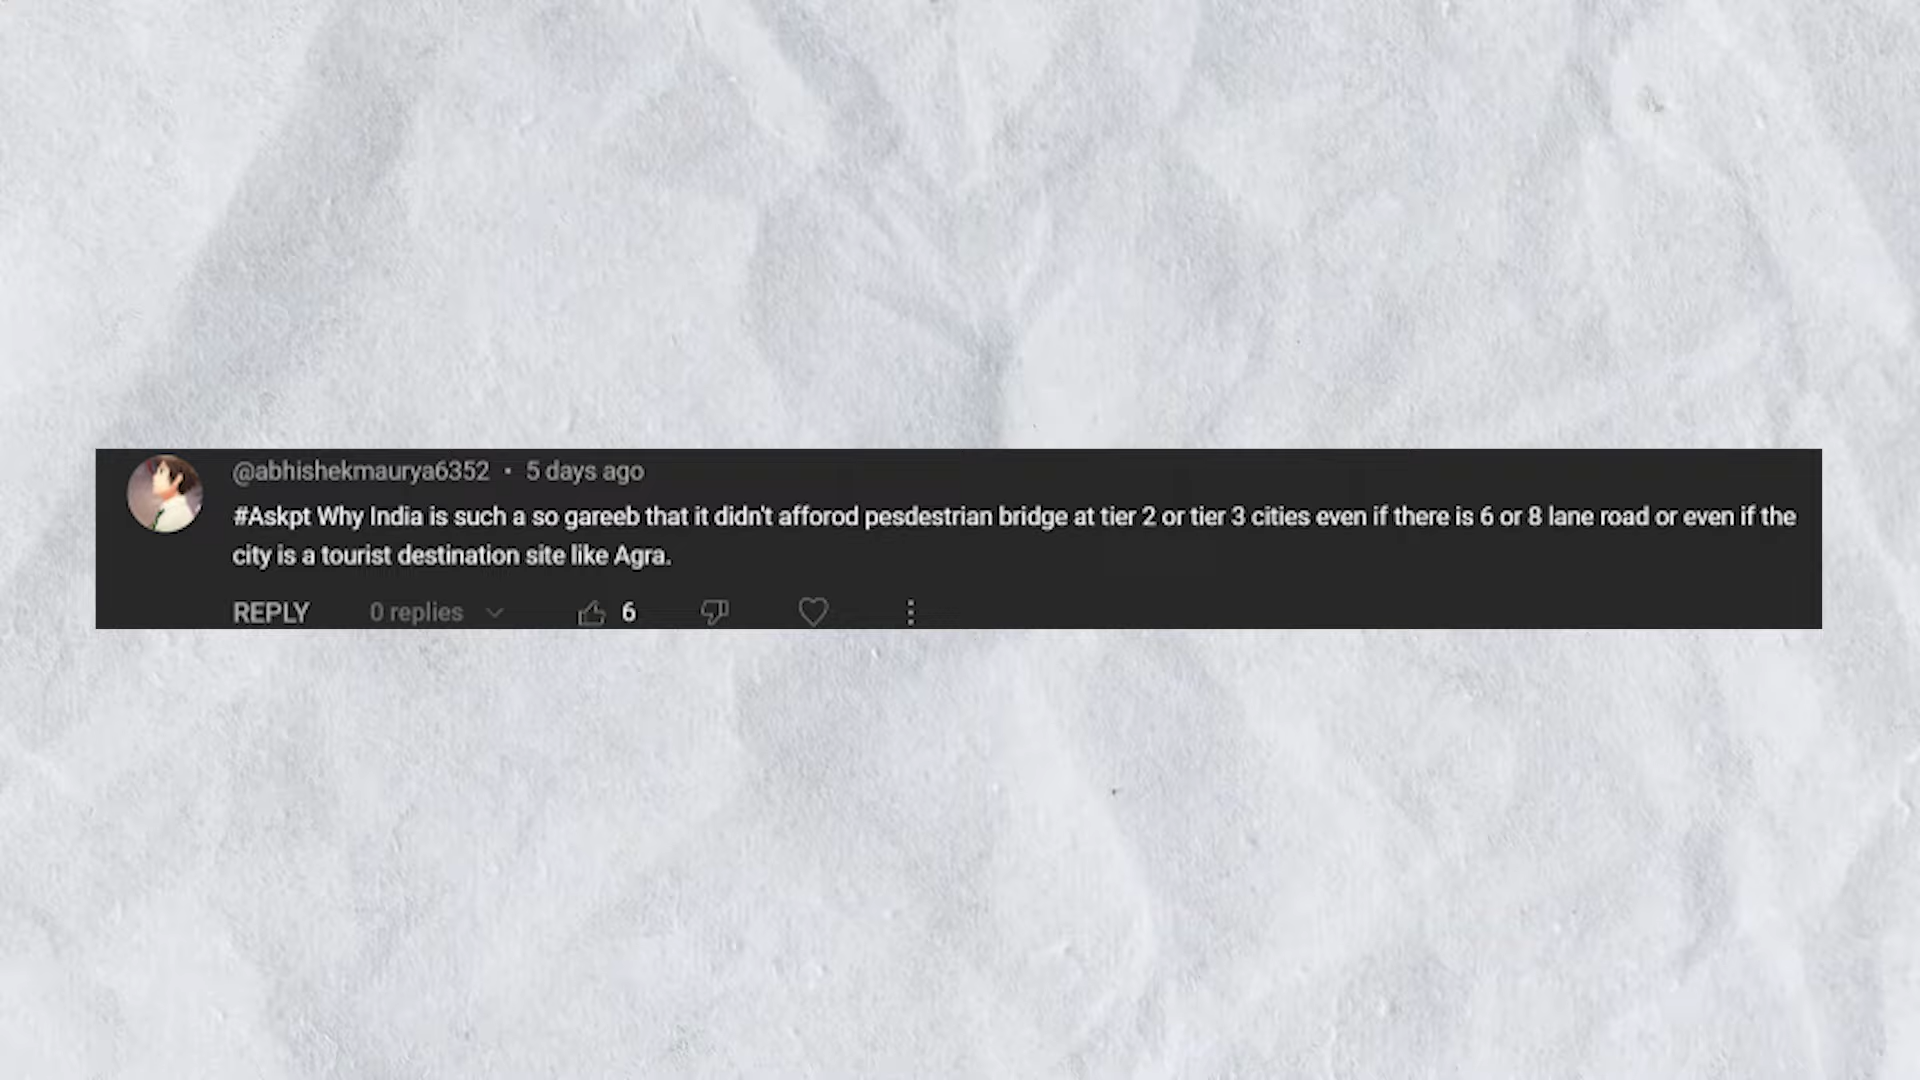 @abhishekmaurya6352 • 5 days ago
#Askpt Why India is such a so gareeb that it didn't afforod pesdestrian bridge at tier 2 or tier 3 cities even if there is 6 or 8 lane road or even if the
city is a tourist destination site like Agra.
REPLY 0 replies 6